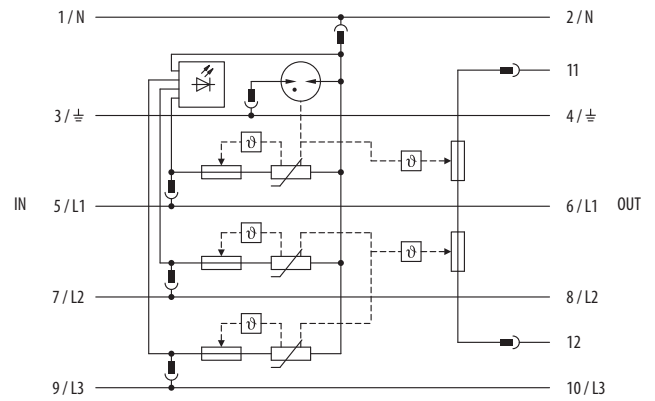 1 / N
2 / N
11
3 / ⏚
4 / ⏚
ϑ
ϑ
IN
5 / L1
6 / L1
OUT
ϑ
ϑ
7 / L2
8 / L2
ϑ
12
9 / L3
10 / L3